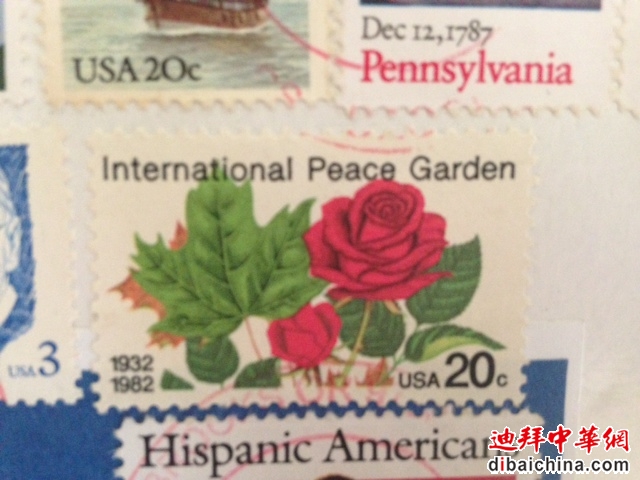 USA 20c
Dec 12, 1787
Pennsylvania
International Peace Garden
USA 3
1932
1982
USA 20c
Hispanic American
迪拜中華網
dibaichina.com